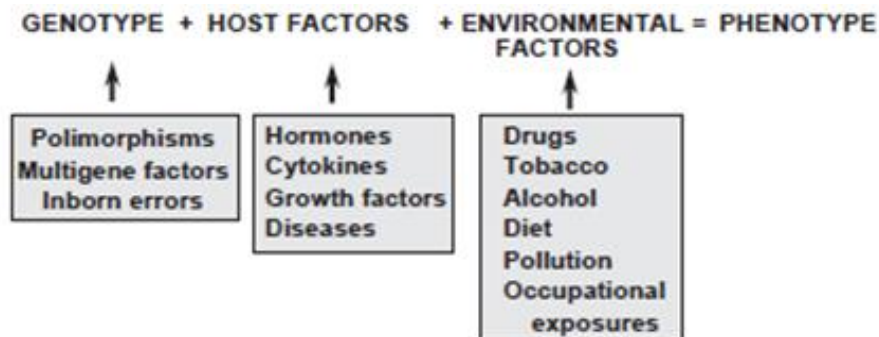 GENOTYPE + HOST FACTORS + ENVIRONMENTAL = PHENOTYPE
FACTORS
Polimorphisms
Multigene factors
Inborn errors
Hormones
Cytokines
Growth factors
Diseases
Drugs
Tobacco
Alcohol
Diet
Pollution
Occupational
exposures